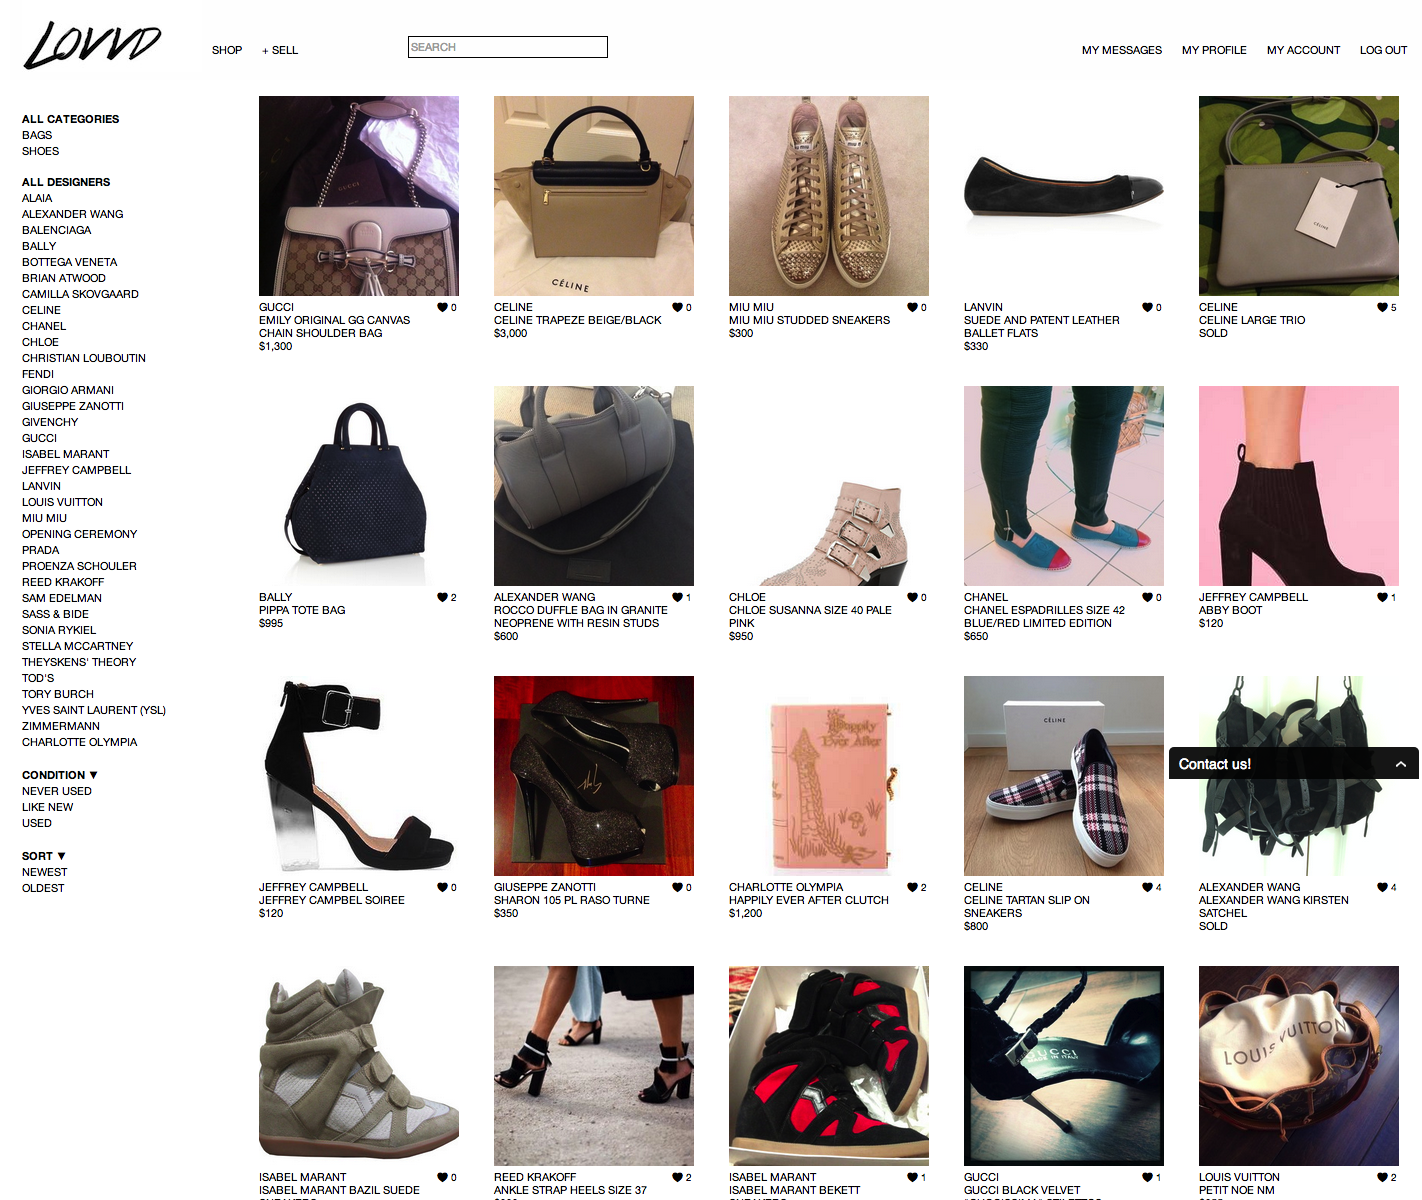 LOVVD
SHOP + SELL
SEARCH
MY MESSAGES MY PROFILE MY ACCOUNT LOG OUT
ALL CATEGORIES
BAGS
SHOES
ALL DESIGNERS
ALAIA
ALEXANDER WANG
BALENCIAGA
BALLY
BOTTEGA VENETA
BRIAN ATWOOD
CAMILLA SKOVGAARD
CELINE
CHANEL
CHLOE
CHRISTIAN LOUBOUTIN
FENDI
GIORGIO ARMANI
GIUSEPPE ZANOTTI
GIVENCHY
GUCCI
ISABEL MARANT
JEFFREY CAMPBELL
LANVIN
LOUIS VUITTON
MIU MIU
OPENING CEREMONY
PRADA
PROENZA SCHOULER
REED KRAKOFF
SAM EDELMAN
SASS & BIDE
SONIA RYKIEL
STELLA MCCARTNEY
THEYSKENS' THEORY
TOD'S
TORY BURCH
YVES SAINT LAURENT (YSL)
ZIMMERMANN
CHARLOTTE OLYMPIA
CONDITION ▼
NEVER USED
LIKE NEW
USED
SORT ▼
NEWEST
OLDEST
GUCCI
GUCCI 0
EMILY ORIGINAL GG CANVAS
CHAIN SHOULDER BAG
$1,300
CÉLINE
CELINE 0
CELINE TRAPEZE BEIGE/BLACK
$3,000
MIU MIU 0
MIU MIU STUDDED SNEAKERS
$300
LANVIN 0
SUEDE AND PATENT LEATHER
BALLET FLATS
$330
CÉLINE
CELINE 5
CELINE LARGE TRIO
SOLD
BALLY 2
PIPPA TOTE BAG
$995
ALEXANDER WANG 1
ROCCO DUFFLE BAG IN GRANITE
NEOPRENE WITH RESIN STUDS
$600
CHLOE 0
CHLOE SUSANNA SIZE 40 PALE
PINK
$950
CHANEL 0
CHANEL ESPADRILLES SIZE 42
BLUE/RED LIMITED EDITION
$650
JEFFREY CAMPBELL 1
ABBY BOOT
$120
JEFFREY CAMPBELL 0
JEFFREY CAMPBEL SOIREE
$120
GIUSEPPE ZANOTTI 0
SHARON 105 PL RASO TURNE
$350
Happily
Ever After
CHARLOTTE OLYMPIA 2
HAPPILY EVER AFTER CLUTCH
$1,200
CÉLINE
CELINE 4
CELINE TARTAN SLIP ON
SNEAKERS
$800
Contact us!
ALEXANDER WANG 4
ALEXANDER WANG KIRSTEN
SATCHEL
SOLD
ISABEL MARANT 0
ISABEL MARANT BAZIL SUEDE
REED KRAKOFF 2
ANKLE STRAP HEELS SIZE 37
ISABEL MARANT 1
ISABEL MARANT BEKETT
GUCCI
MADE IN ITALY
GUCCI 1
GUCCI BLACK VELVET
LOUIS VUITTON
LOUIS VUITTON 2
PETIT NOE NM